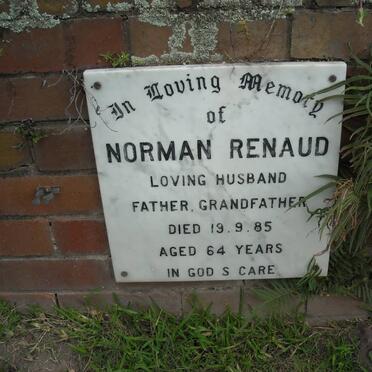 In Loving Memory
of
NORMAN RENAUD
LOVING HUSBAND
FATHER, GRANDFATHER
DIED 19.9.85
AGED 64 YEARS
IN GOD S CARE